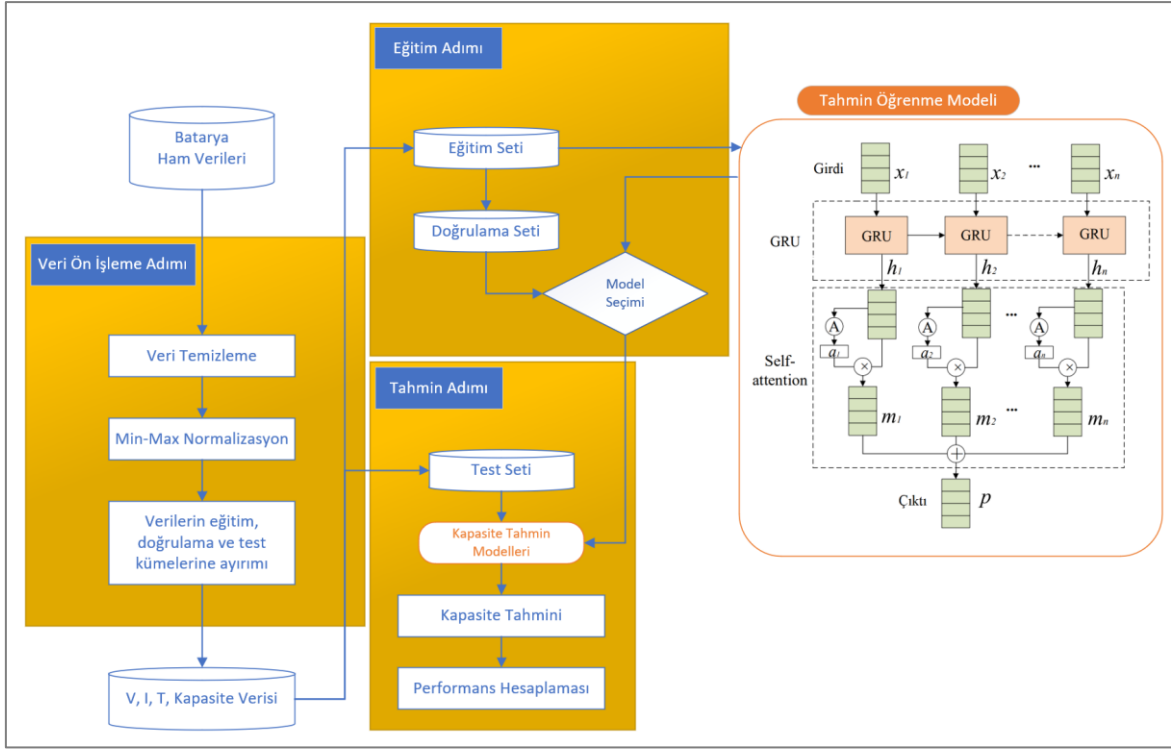 Batarya
Ham Verileri
Veri Ön İşleme Adımı
Veri Temizleme
Min-Max Normalizasyon
Verilerin eğitim,
doğrulama ve test
kümelerine ayırımı
V, I, T, Kapasite Verisi
Eğitim Adımı
Eğitim Seti
Doğrulama Seti
Model
Seçimi
Tahmin Adımı
Test Seti
Kapasite Tahmin
Modelleri
Kapasite Tahmini
Performans Hesaplaması
Tahmin Öğrenme Modeli
Girdi x1 x2 ... xn
GRU GRU GRU GRU
h1 h2 hn
...
A A A
Self-
attention
a1 a2 an
× × ×
m1 m2 ... mn
+
Çıktı p